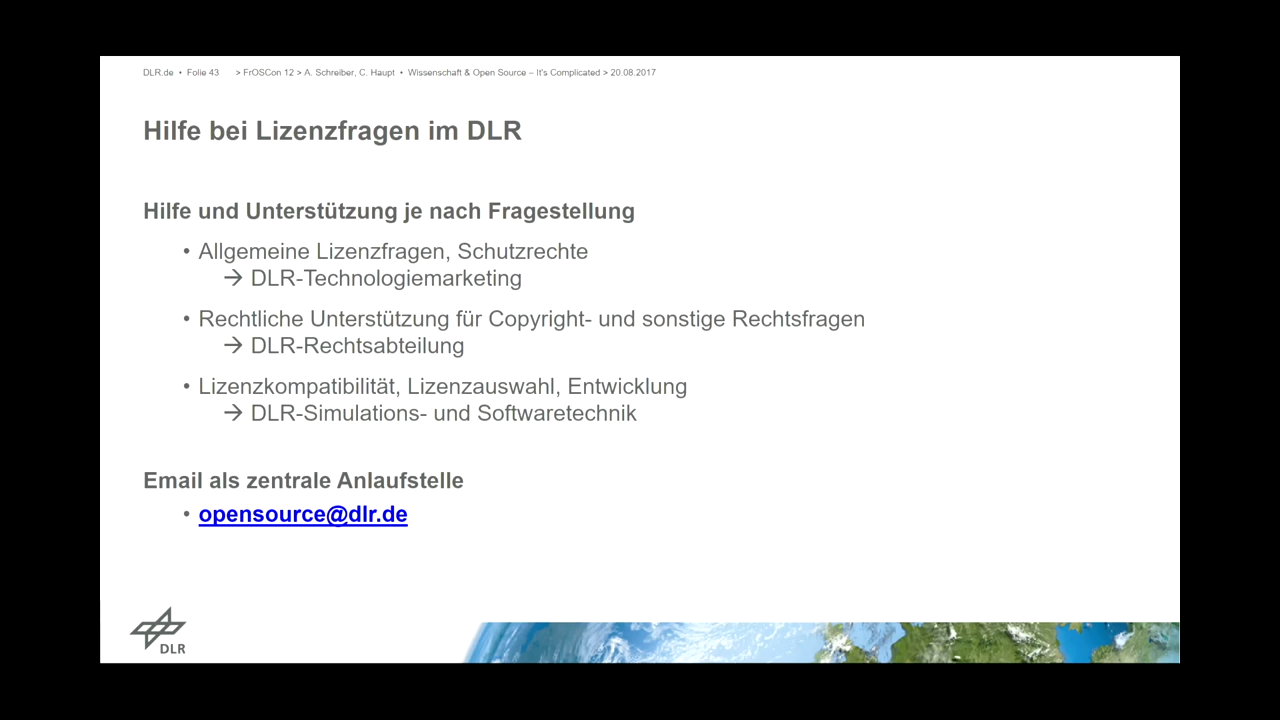 DLR.de • Folie 43 > FrOSCon 12 > A. Schreiber, C. Haupt • Wissenschaft & Open Source – It's Complicated > 20.08.2017
Hilfe bei Lizenzfragen im DLR
Hilfe und Unterstützung je nach Fragestellung
• Allgemeine Lizenzfragen, Schutzrechte
→ DLR-Technologiemarketing
• Rechtliche Unterstützung für Copyright- und sonstige Rechtsfragen
→ DLR-Rechtsabteilung
• Lizenzkompatibilität, Lizenzauswahl, Entwicklung
→ DLR-Simulations- und Softwaretechnik
Email als zentrale Anlaufstelle
• opensource@dlr.de
DLR